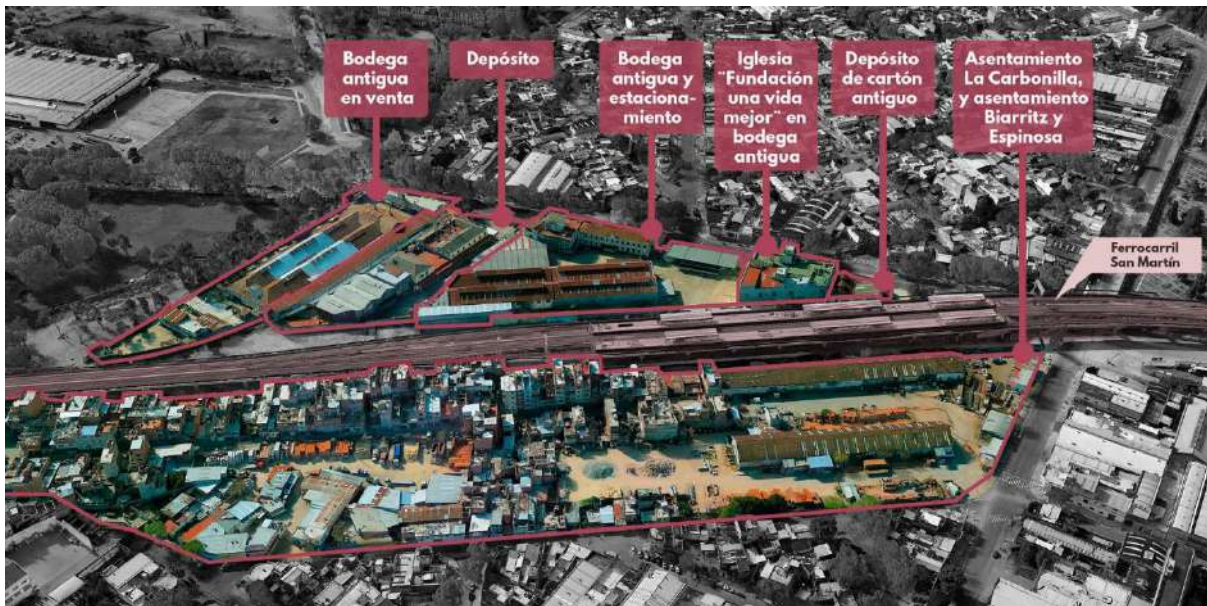 Bodega
antigua
en venta
Depósito
Bodega
antigua y
estaciona-
miento
Iglesia
¨Fundación
una vida
mejor¨ en
bodega
antigua
Depósito
de cartón
antiguo
Asentamiento
La Carbonilla,
y asentamiento
Biarritz y
Espinosa
Ferrocarril
San Martín